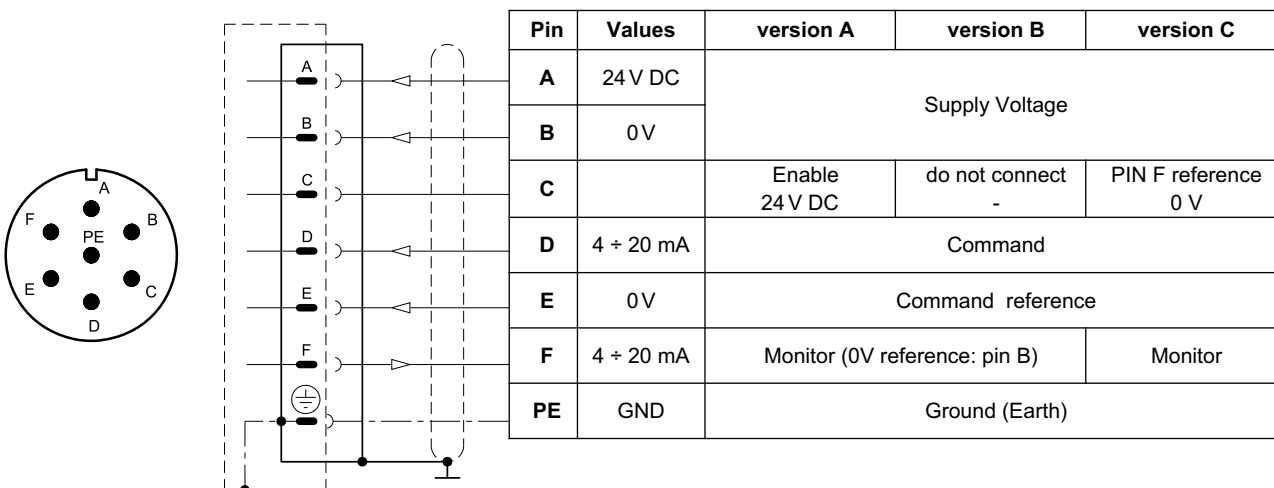 A
F
B
PE
E
C
D
A
B
C
D
E
F
Pin Values version A version B version C
A 24 V DC
Supply Voltage
B 0 V
C Enable do not connect PIN F reference
24 V DC - 0 V
D 4 ÷ 20 mA Command
E 0 V Command reference
F 4 ÷ 20 mA Monitor (0V reference: pin B) Monitor
PE GND Ground (Earth)